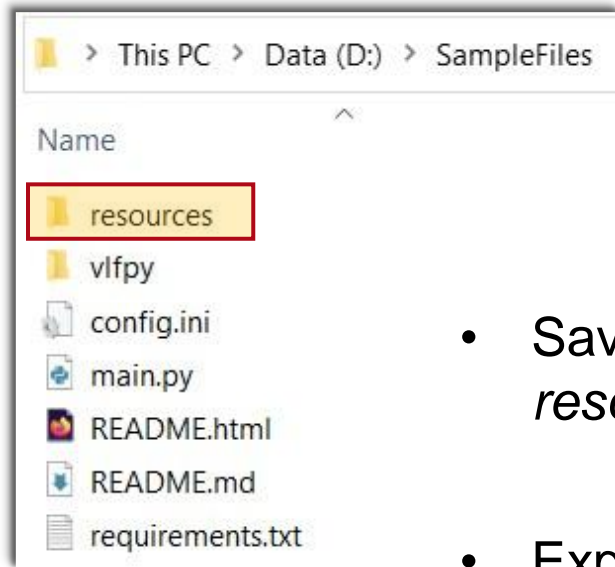 This PC > Data (D:) > SampleFiles
Name
resources
vlfpy
config.ini
main.py
README.html
README.md
requirements.txt
• Sav
rese
• Exp